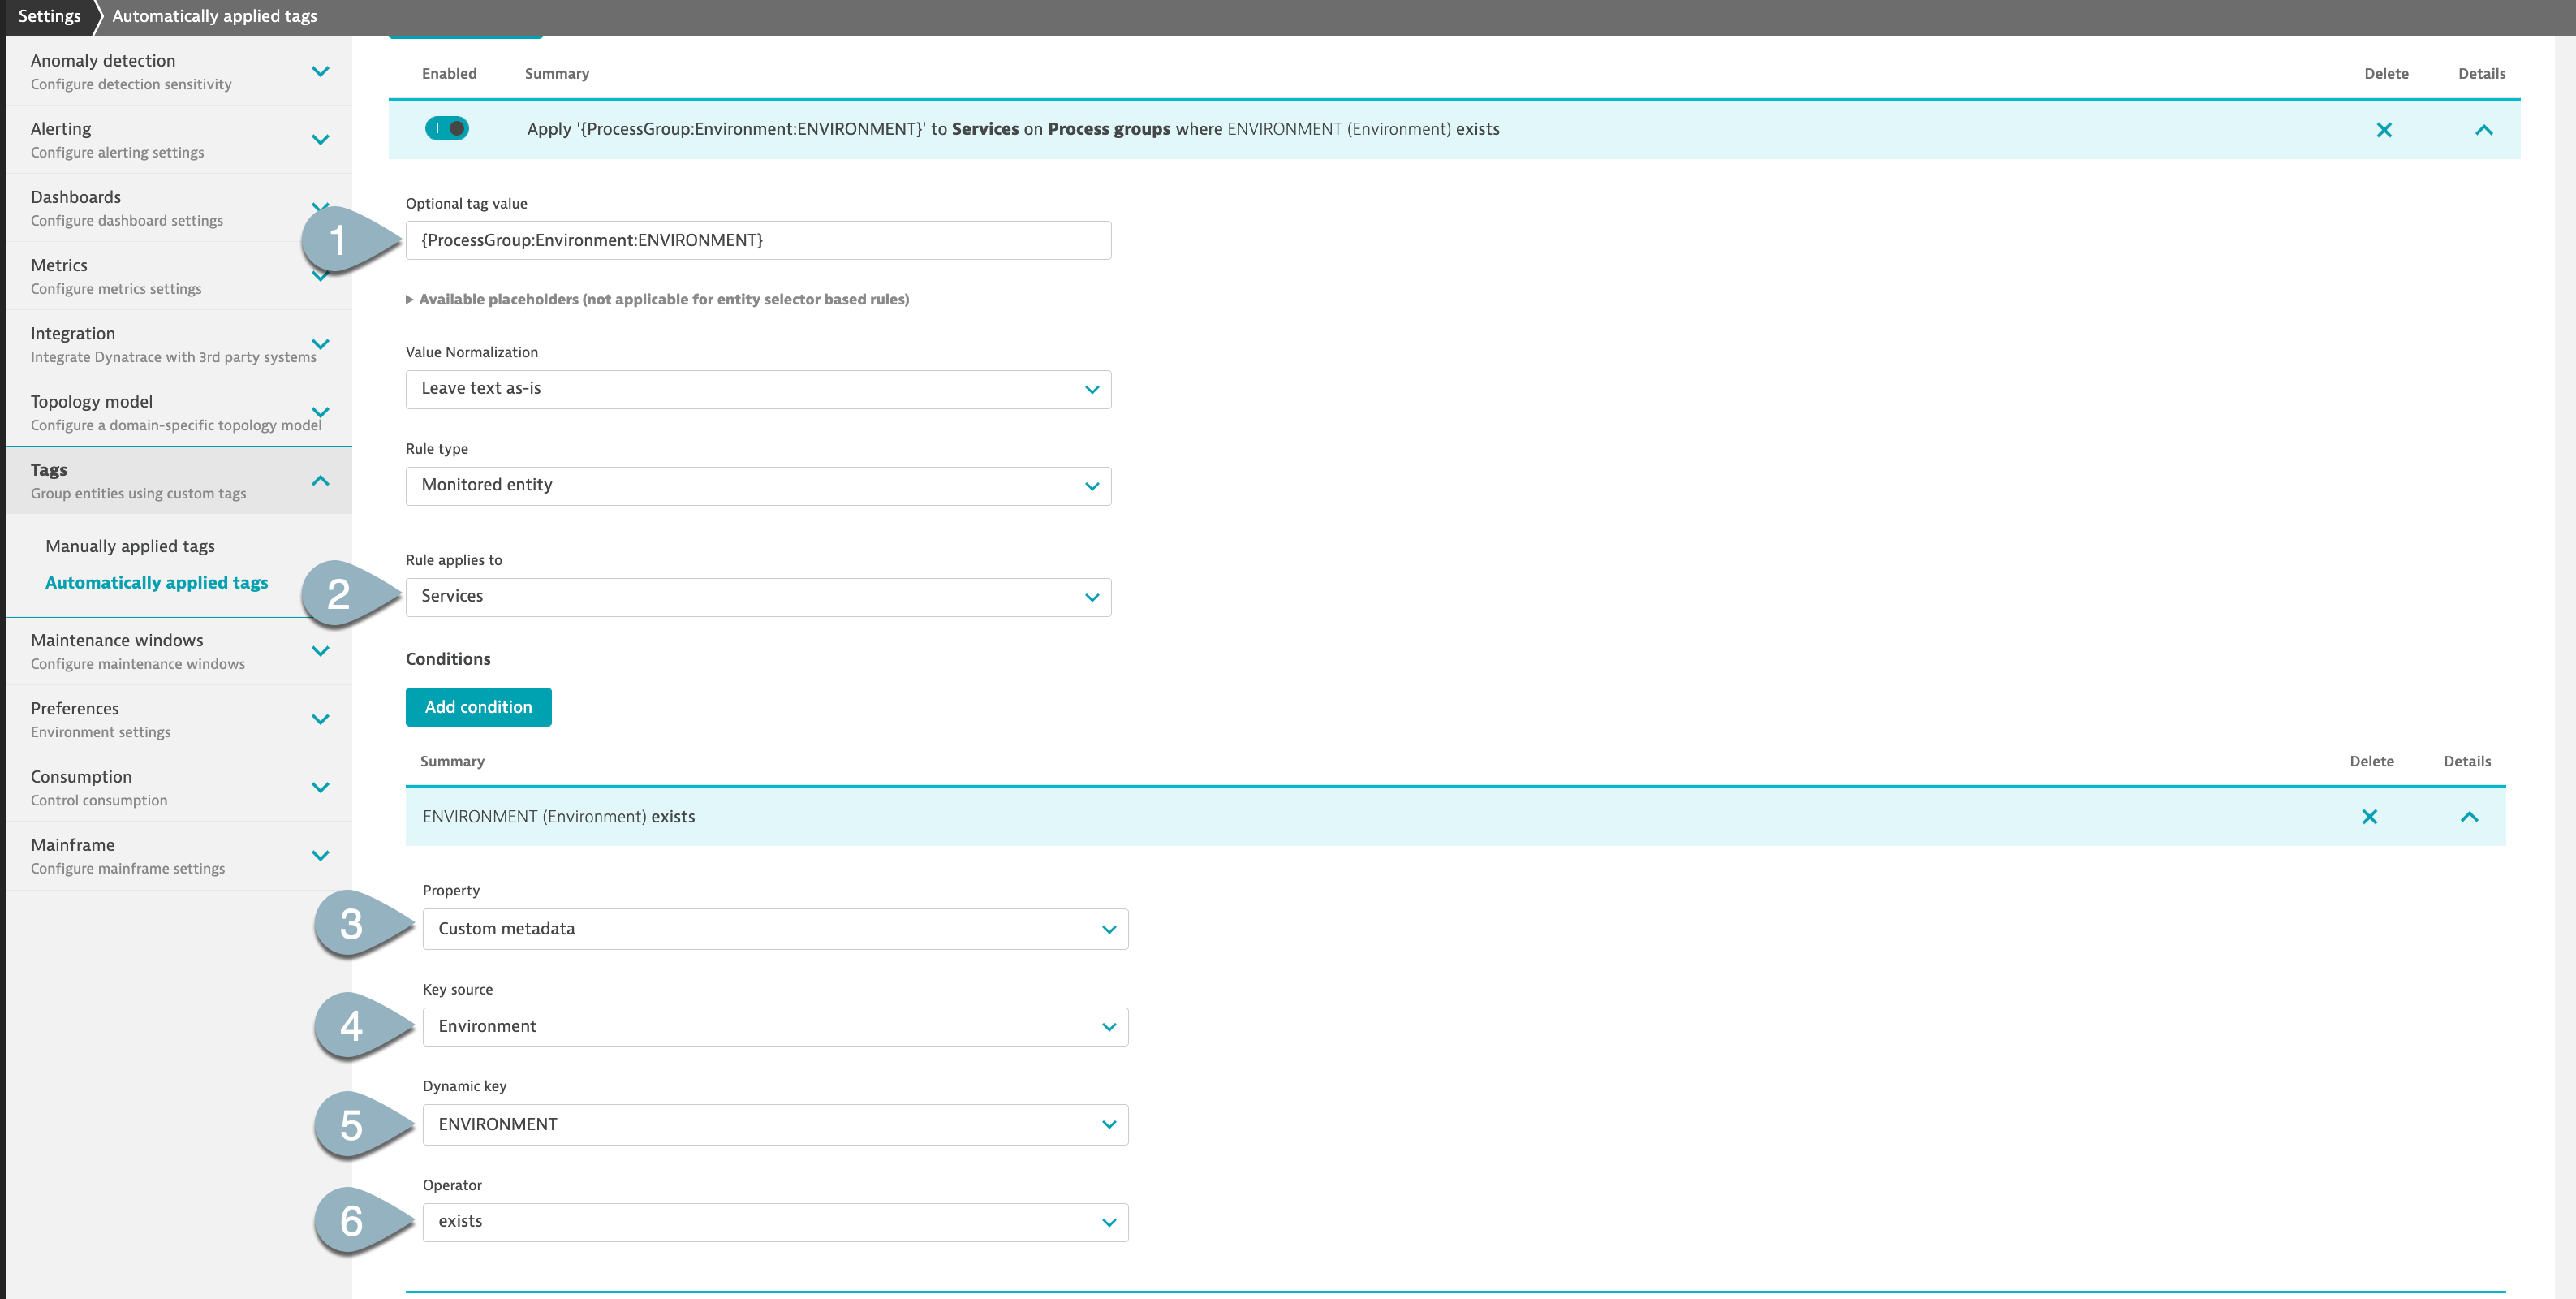 Settings Automatically applied tags
Anomaly detection
Configure detection sensitivity
Alerting
Configure alerting settings
Dashboards
Configure dashboard settings
Metrics
Configure metrics settings
Integration
Integrate Dynatrace with 3rd party systems
Topology model
Configure a domain-specific topology model
Tags
Group entities using custom tags
Manually applied tags
Automatically applied tags
Maintenance windows
Configure maintenance windows
Preferences
Environment settings
Consumption
Control consumption
Mainframe
Configure mainframe settings
Enabled Summary Delete Details
Apply '{ProcessGroup:Environment:ENVIRONMENT}' to Services on Process groups where ENVIRONMENT (Environment) exists
Optional tag value
1 {ProcessGroup:Environment:ENVIRONMENT}
Available placeholders (not applicable for entity selector based rules)
Value Normalization
Leave text as-is
Rule type
Monitored entity
Rule applies to
2 Services
Conditions
Add condition
Summary Delete Details
ENVIRONMENT (Environment) exists
Property
3 Custom metadata
Key source
4 Environment
Dynamic key
5 ENVIRONMENT
Operator
6 exists